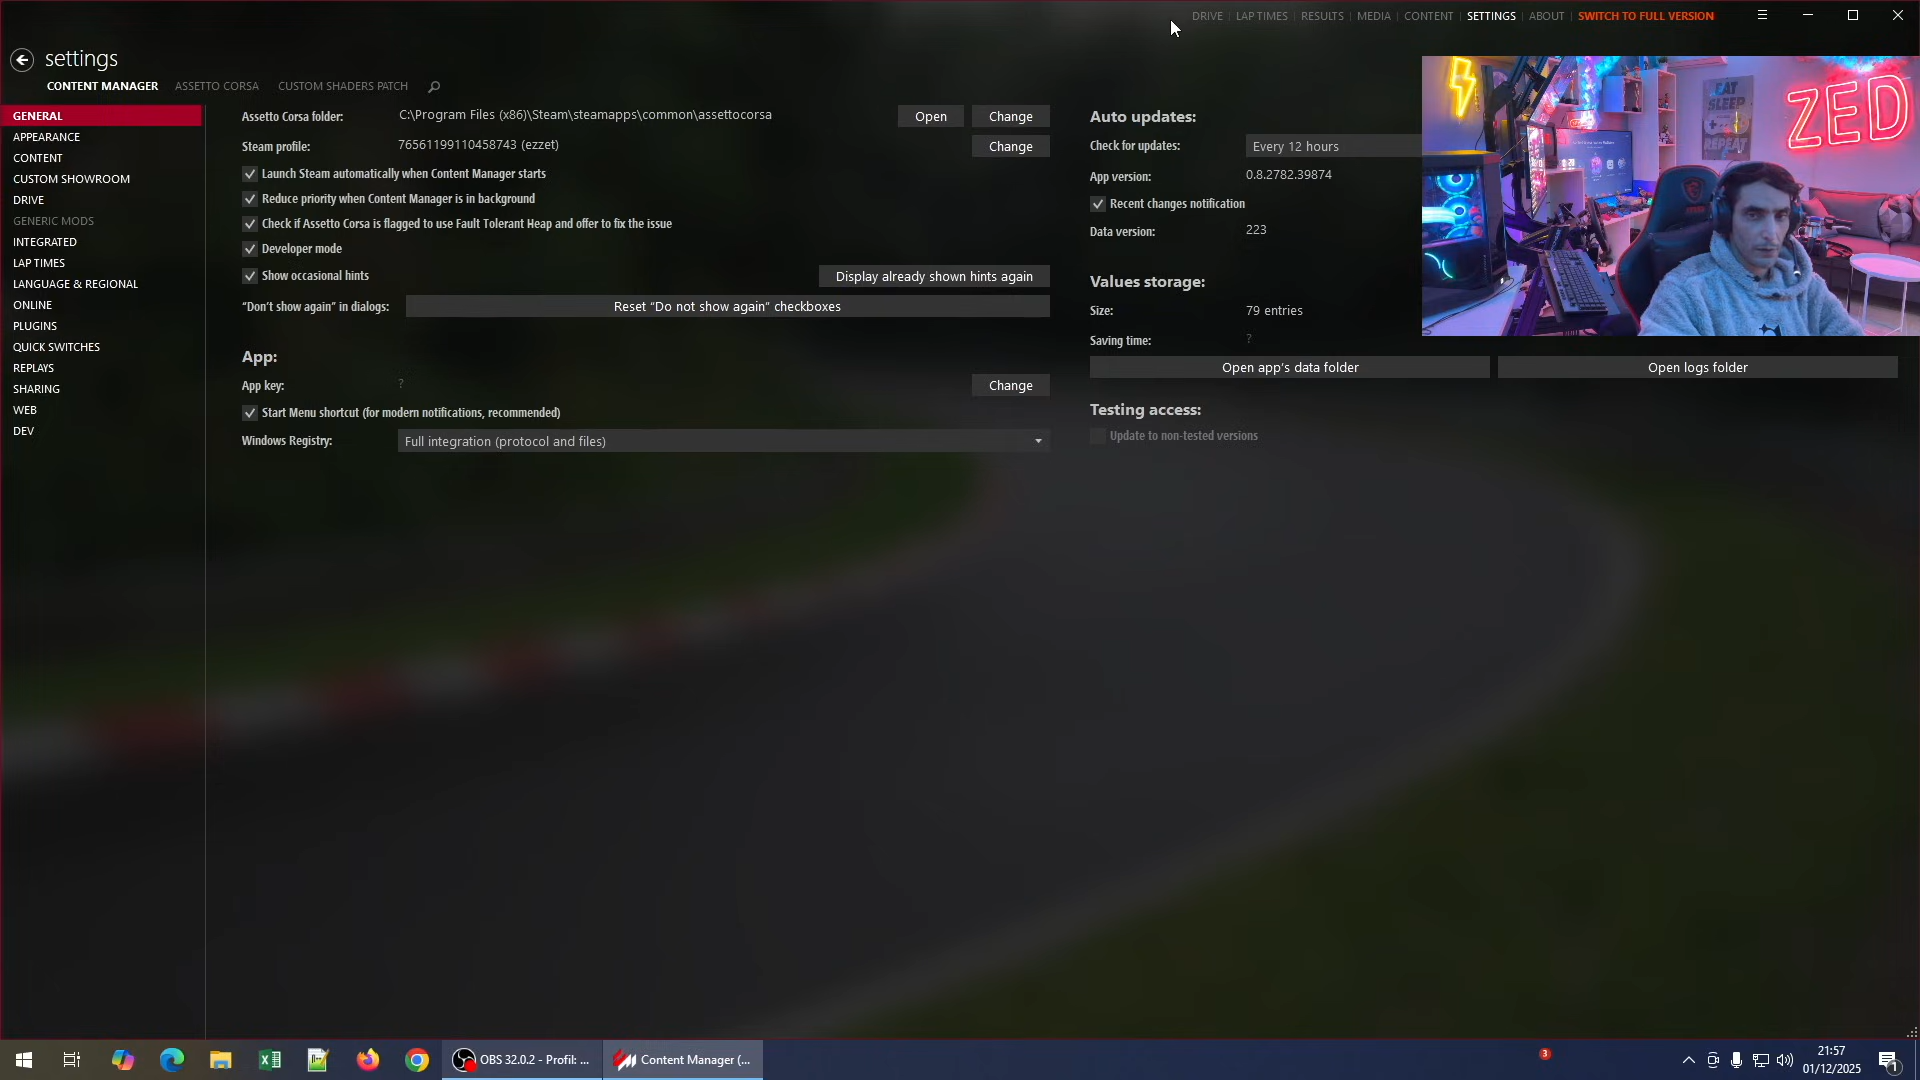 DRIVE | LAP TIMES | RESULTS | MEDIA | CONTENT | SETTINGS | ABOUT | SWITCH TO FULL VERSION
settings
CONTENT MANAGER ASSETTO CORSA CUSTOM SHADERS PATCH
GENERAL
APPEARANCE
CONTENT
CUSTOM SHOWROOM
DRIVE
GENERIC MODS
INTEGRATED
LAP TIMES
LANGUAGE & REGIONAL
ONLINE
PLUGINS
QUICK SWITCHES
REPLAYS
SHARING
WEB
DEV
Assetto Corsa folder: C:\Program Files (x86)\Steam\steamapps\common\assettocorsa Open Change
Steam profile: 76561199110458743 (ezzet) Change
Launch Steam automatically when Content Manager starts
Reduce priority when Content Manager is in background
Check if Assetto Corsa is flagged to use Fault Tolerant Heap and offer to fix the issue
Developer mode
Show occasional hints Display already shown hints again
“Don't show again” in dialogs: Reset “Do not show again” checkboxes
App:
App key: ? Change
Start Menu shortcut (for modern notifications, recommended)
Windows Registry: Full integration (protocol and files)
Auto updates:
Check for updates: Every 12 hours
App version: 0.8.2782.39874
Recent changes notification
Data version: 223
Values storage:
Size: 79 entries
Saving time: ?
Open app's data folder Open logs folder
Testing access:
Update to non-tested versions
EAT
SLEEP
REPEAT
ZED
OBS 32.0.2 - Profil: ...
Content Manager (...
3
21:57
01/12/2025
1